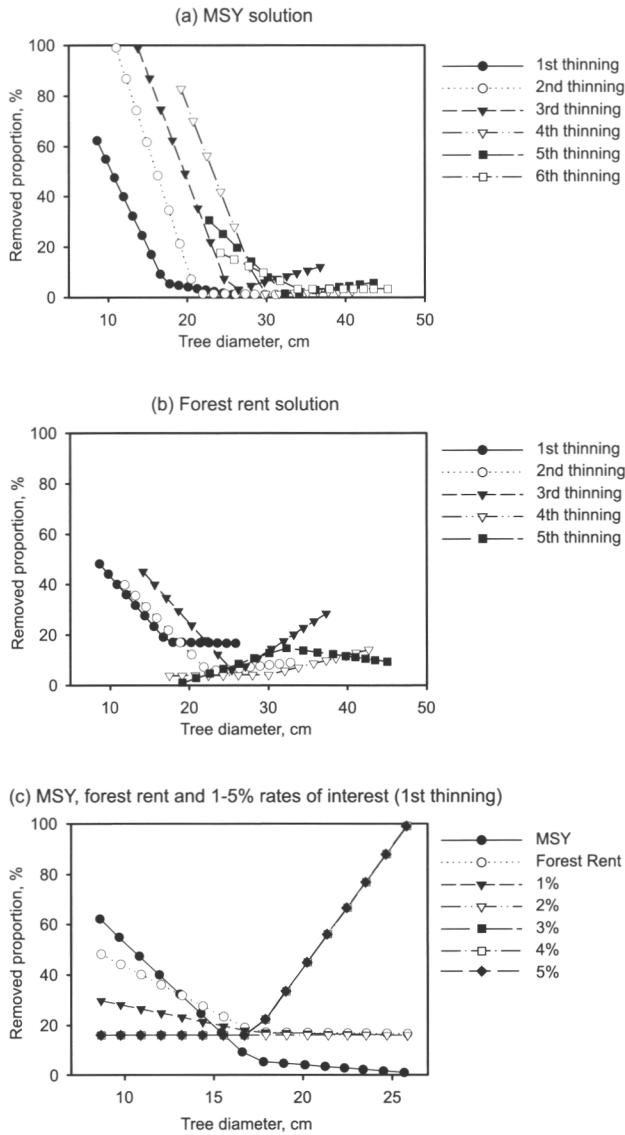 (a) MSY solution
Removed proportion, %
100
80
60
40
20
0
10 20 30 40 50
Tree diameter, cm
1st thinning
2nd thinning
3rd thinning
4th thinning
5th thinning
6th thinning
(b) Forest rent solution
Removed proportion, %
100
80
60
40
20
0
10 20 30 40 50
Tree diameter, cm
1st thinning
2nd thinning
3rd thinning
4th thinning
5th thinning
(c) MSY, forest rent and 1-5% rates of interest (1st thinning)
Removed proportion, %
100
80
60
40
20
0
10 15 20 25
Tree diameter, cm
MSY
Forest Rent
1%
2%
3%
4%
5%